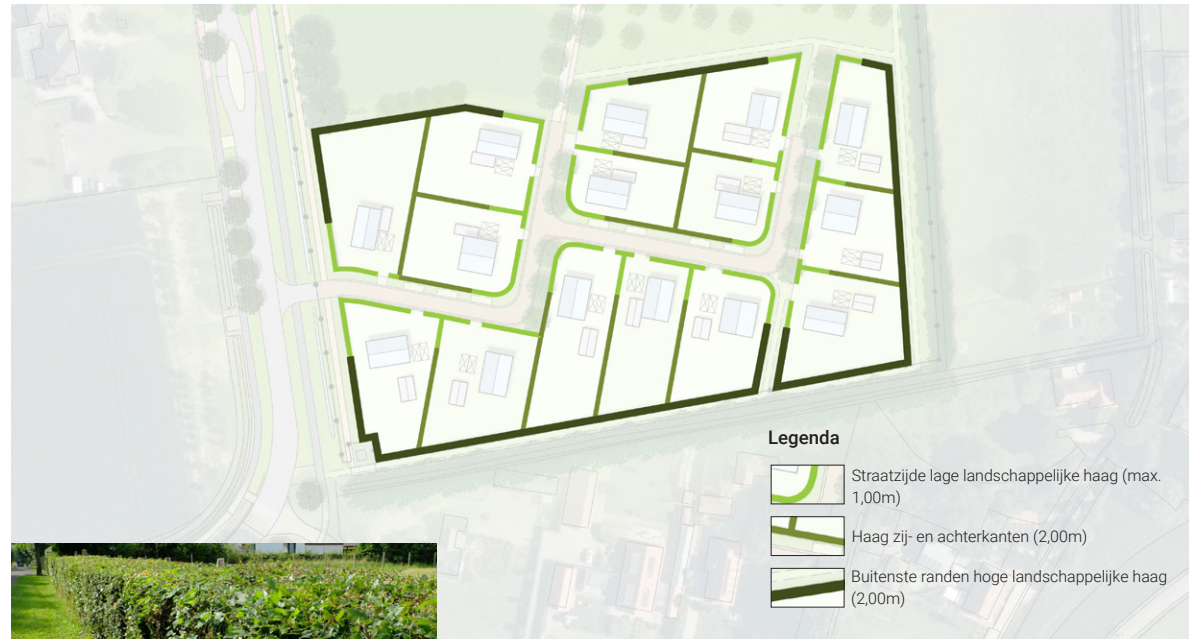 Legenda
Straatzijde lage landschappelijke haag (max.
1,00m)
Haag zij- en achterkanten (2,00m)
Buitenste randen hoge landschappelijke haag
(2,00m)